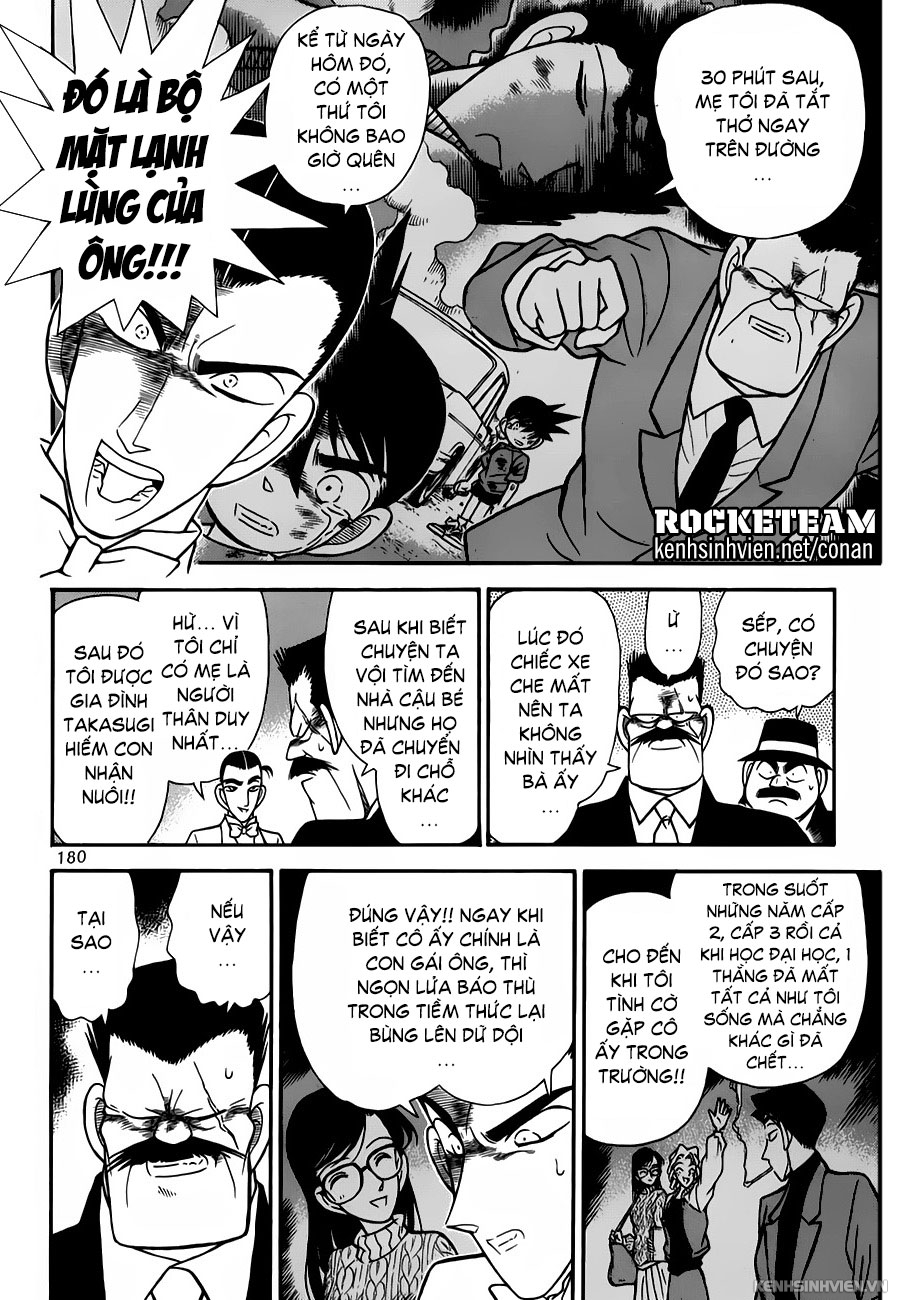 30 PHÚT SAU,
MẸ TÔI ĐÃ TẮT
THỞ NGAY
TRÊN ĐƯỜNG
...
KỂ TỪ NGÀY
HÔM ĐÓ,
CÓ MỘT
THỨ TÔI
KHÔNG BAO
GIỜ QUÊN
...
ĐÓ LÀ BỘ
MẶT LẠNH
LÙNG CỦA
ÔNG!!!
ROCKETEAM
kenhsinhvien.net/conan
SẾP, CÓ
CHUYỆN
ĐÓ SAO?
Ừ
...
LÚC ĐÓ
CHIẾC XE
CHE MẤT
NÊN TA
KHÔNG
NHÌN THẤY
BÀ ẤY
...
SAU KHI BIẾT
CHUYỆN TA
VỘI TÌM ĐẾN
NHÀ CẬU BÉ
NHƯNG HỌ
ĐÃ CHUYỂN
ĐI CHỖ
KHÁC
...
HỪ... VÌ
TÔI CHỈ
CÓ MẸ LÀ
NGƯỜI
THÂN DUY
NHẤT...
SAU ĐÓ
TÔI ĐƯỢC
GIA ĐÌNH
TAKASUGI
HIẾM CON
NHẬN
NUÔI!!
180
TRONG SUỐT
NHỮNG NĂM CẤP
2, CẤP 3 RỒI CẢ
KHI HỌC ĐẠI HỌC, 1
THẰNG ĐÃ MẤT
TẤT CẢ NHƯ TÔI
SỐNG MÀ CHẲNG
KHÁC GÌ ĐÃ
CHẾT...
CHO ĐẾN
KHI TÔI
TÌNH CỜ
GẶP CÔ
ẤY TRONG
TRƯỜNG!!
ĐÚNG VẬY!! NGAY KHI
BIẾT CÔ ẤY CHÍNH LÀ
CON GÁI ÔNG, THÌ
NGỌN LỬA BÁO THÙ
TRONG TIỀM THỨC LẠI
BÙNG LÊN DỮ DỘI
...
NẾU
VẬY
...
TẠI
SAO
...
KENHSINHVIEN.VN